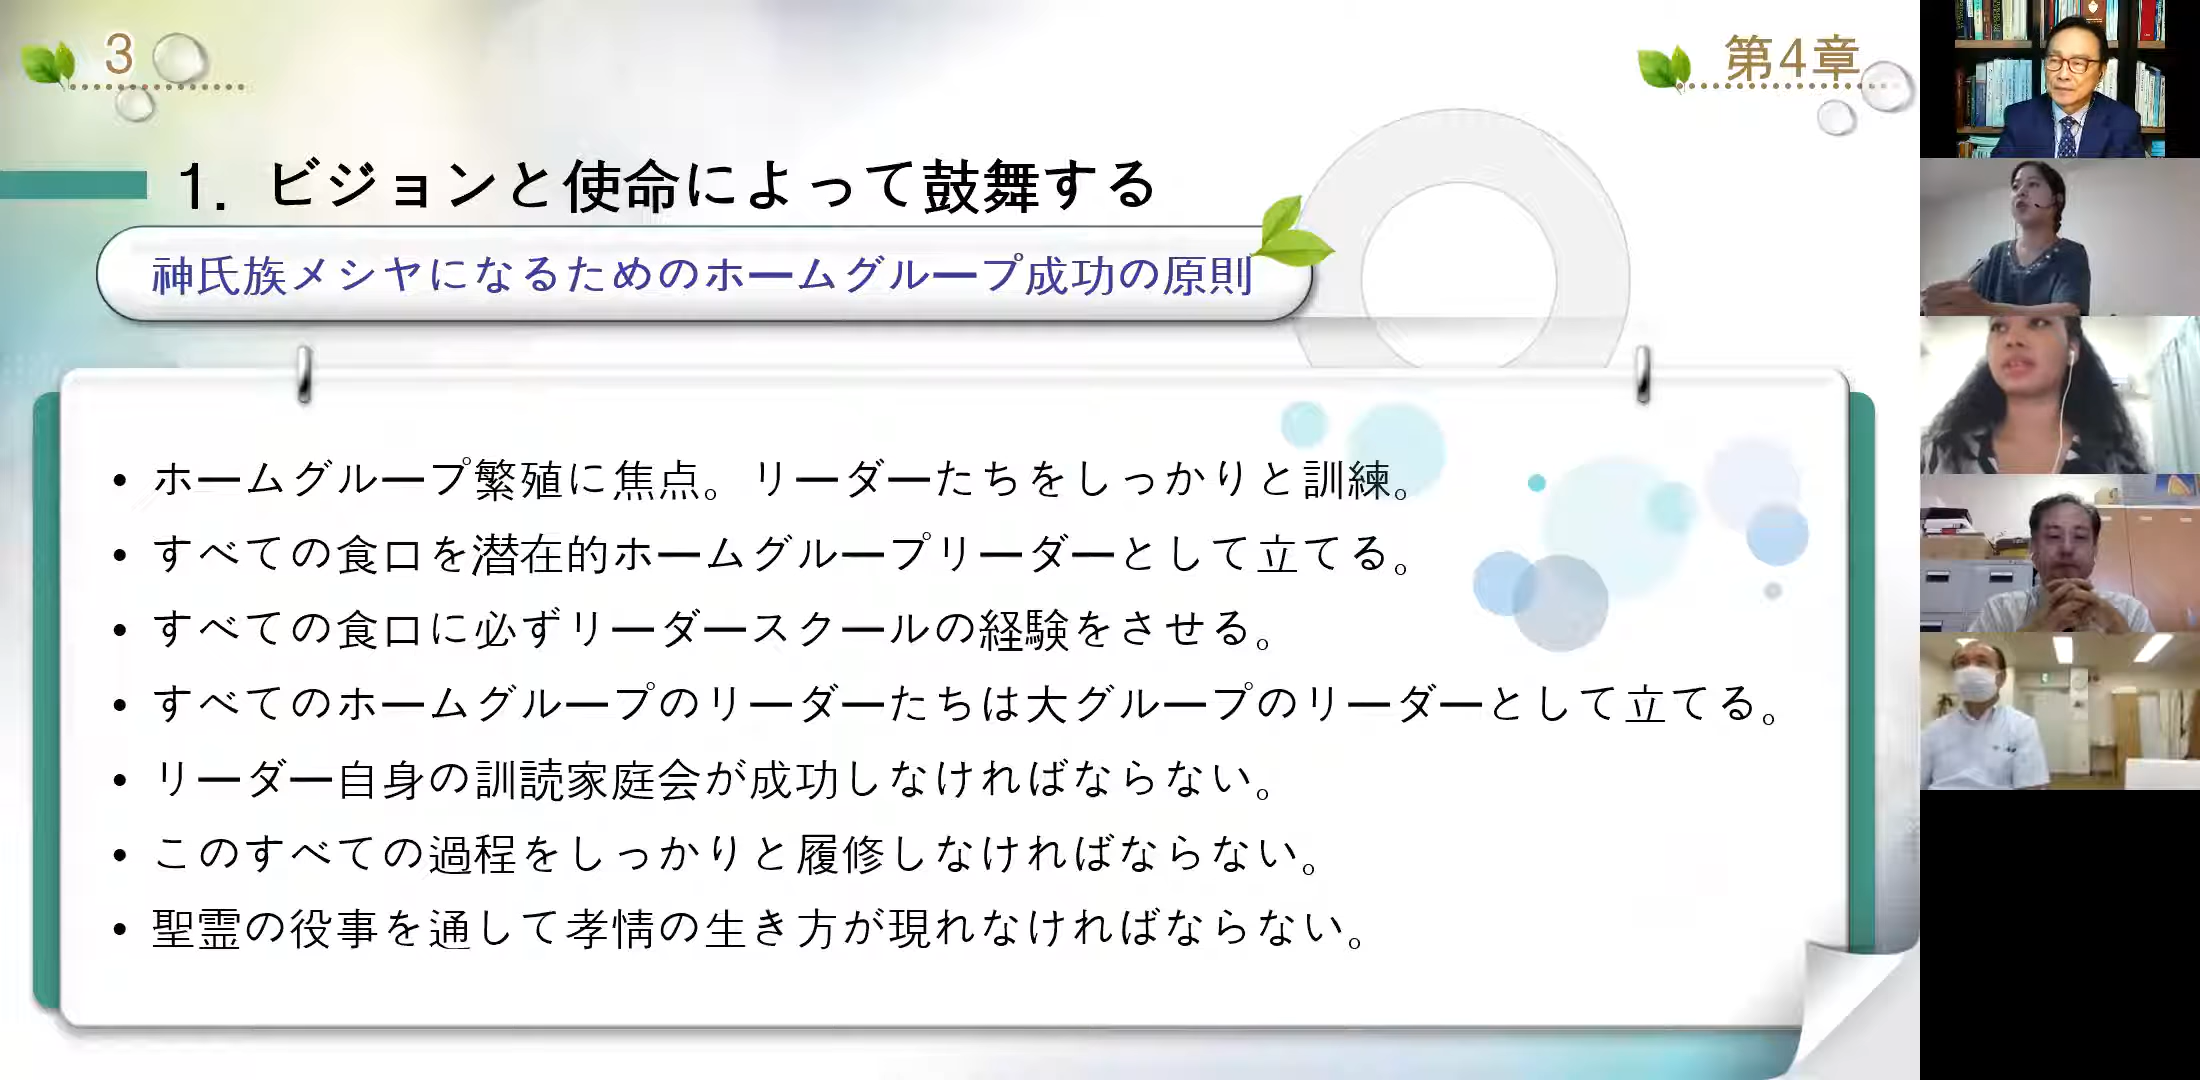 3
第4章
1. ビジョンと使命によって鼓舞する
神氏族メシヤになるためのホームグループ成功の原則
• ホームグループ繁殖に焦点。リーダーたちをしっかりと訓練。
• すべての食口を潜在的ホームグループリーダーとして立てる。
• すべての食口に必ずリーダースクールの経験をさせる。
• すべてのホームグループのリーダーたちは大グループのリーダーとして立てる。
• リーダー自身の訓読家庭会が成功しなければならない。
• このすべての過程をしっかりと履修しなければならない。
• 聖霊の役事を通して孝情の生き方が現れなければならない。